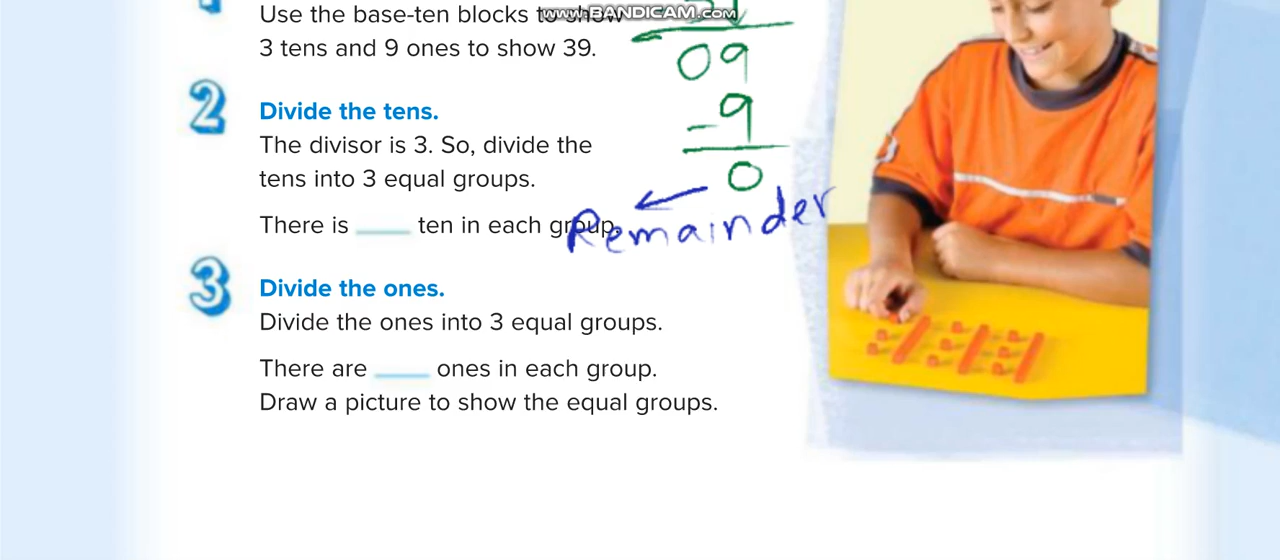 Use the base-ten blocks to show
www.BANDICAM.com
3 tens and 9 ones to show 39.
09
2
Divide the tens.
- 9
The divisor is 3. So, divide the
tens into 3 equal groups.
0
There is ____ ten in each group.
Remainder
3
Divide the ones.
Divide the ones into 3 equal groups.
There are ____ ones in each group.
Draw a picture to show the equal groups.